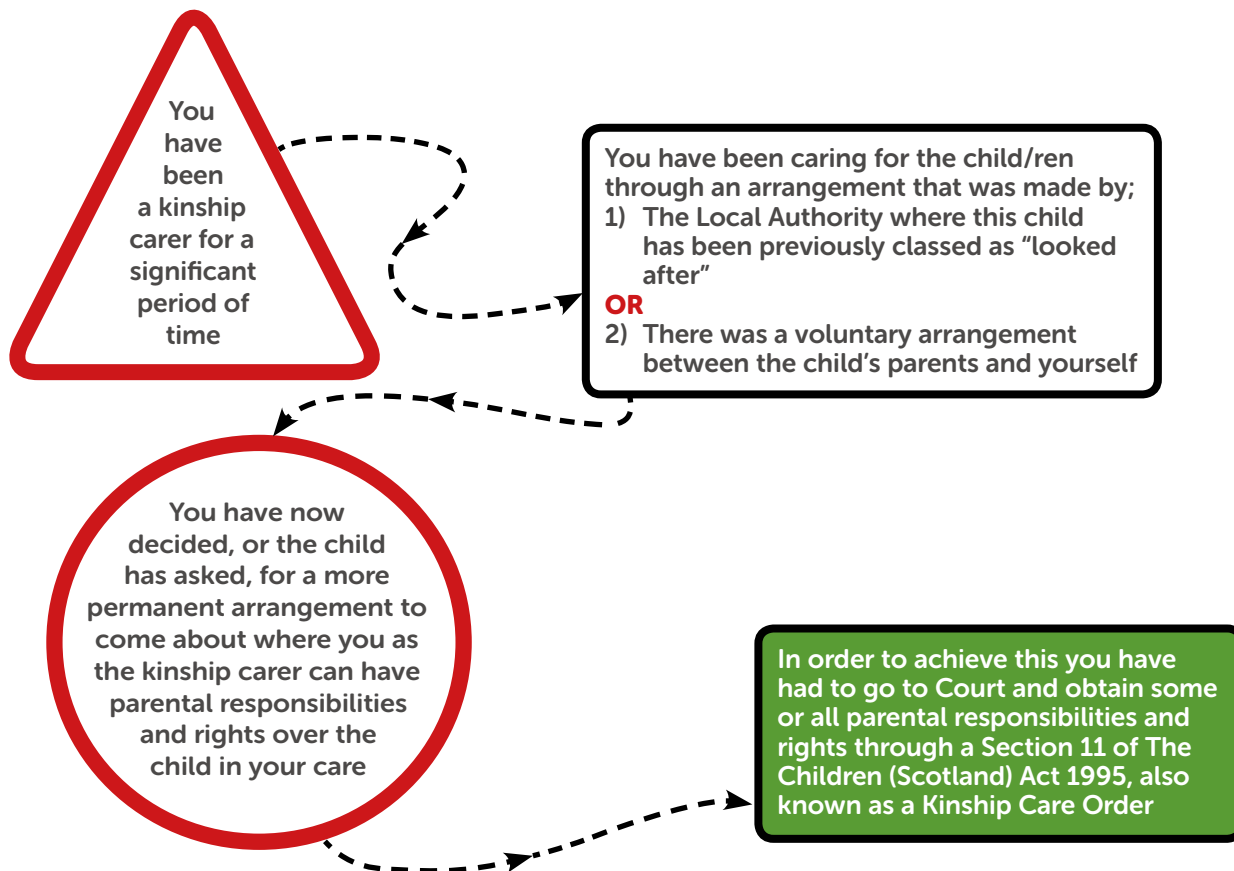 You
have
been
a kinship
carer for a
significant
period of
time
You have been caring for the child/ren
through an arrangement that was made by;
1) The Local Authority where this child
has been previously classed as “looked
after”
OR
2) There was a voluntary arrangement
between the child’s parents and yourself
You have now
decided, or the child
has asked, for a more
permanent arrangement to
come about where you as
the kinship carer can have
parental responsibilities
and rights over the
child in your care
In order to achieve this you have
had to go to Court and obtain some
or all parental responsibilities and
rights through a Section 11 of The
Children (Scotland) Act 1995, also
known as a Kinship Care Order